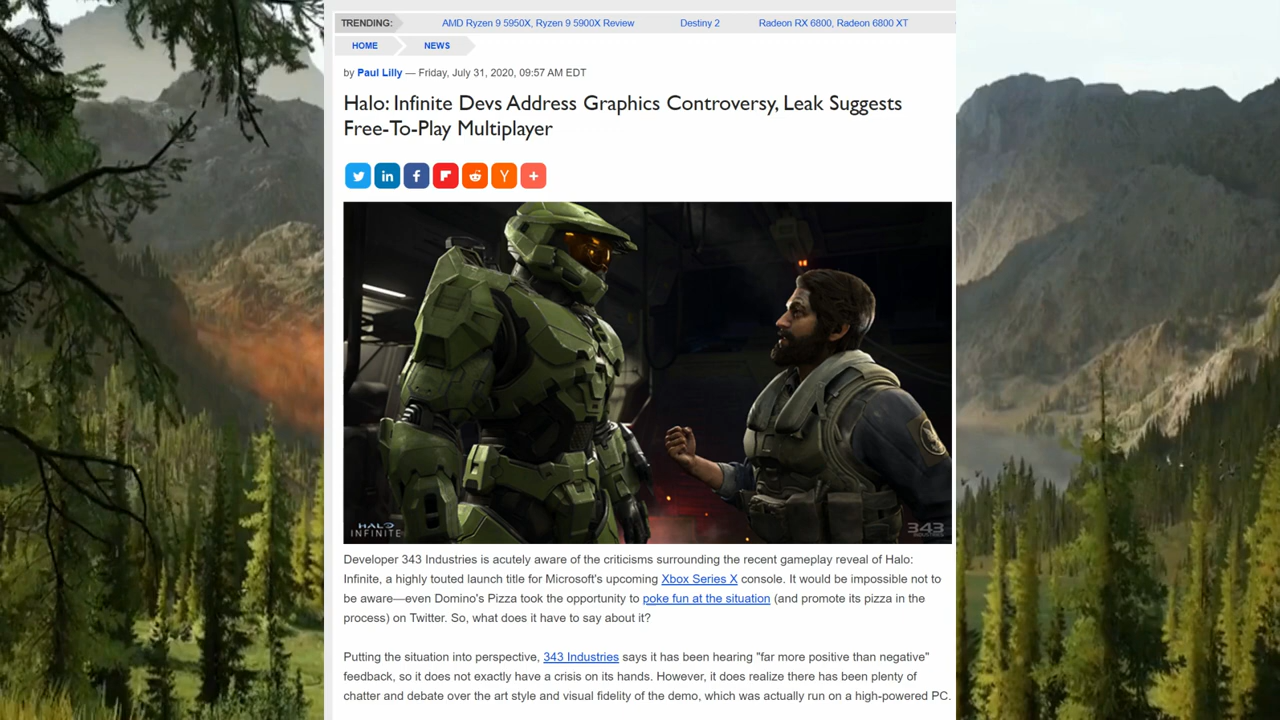 TRENDING: AMD Ryzen 9 5950X, Ryzen 9 5900X Review Destiny 2 Radeon RX 6800, Radeon 6800 XT
HOME NEWS
by Paul Lilly — Friday, July 31, 2020, 09:57 AM EDT
Halo: Infinite Devs Address Graphics Controversy, Leak Suggests
Free-To-Play Multiplayer
HALO
INFINITE
343
INDUSTRIES
Developer 343 Industries is acutely aware of the criticisms surrounding the recent gameplay reveal of Halo:
Infinite, a highly touted launch title for Microsoft's upcoming Xbox Series X console. It would be impossible not to
be aware—even Domino's Pizza took the opportunity to poke fun at the situation (and promote its pizza in the
process) on Twitter. So, what does it have to say about it?
Putting the situation into perspective, 343 Industries says it has been hearing "far more positive than negative"
feedback, so it does not exactly have a crisis on its hands. However, it does realize there has been plenty of
chatter and debate over the art style and visual fidelity of the demo, which was actually run on a high-powered PC.